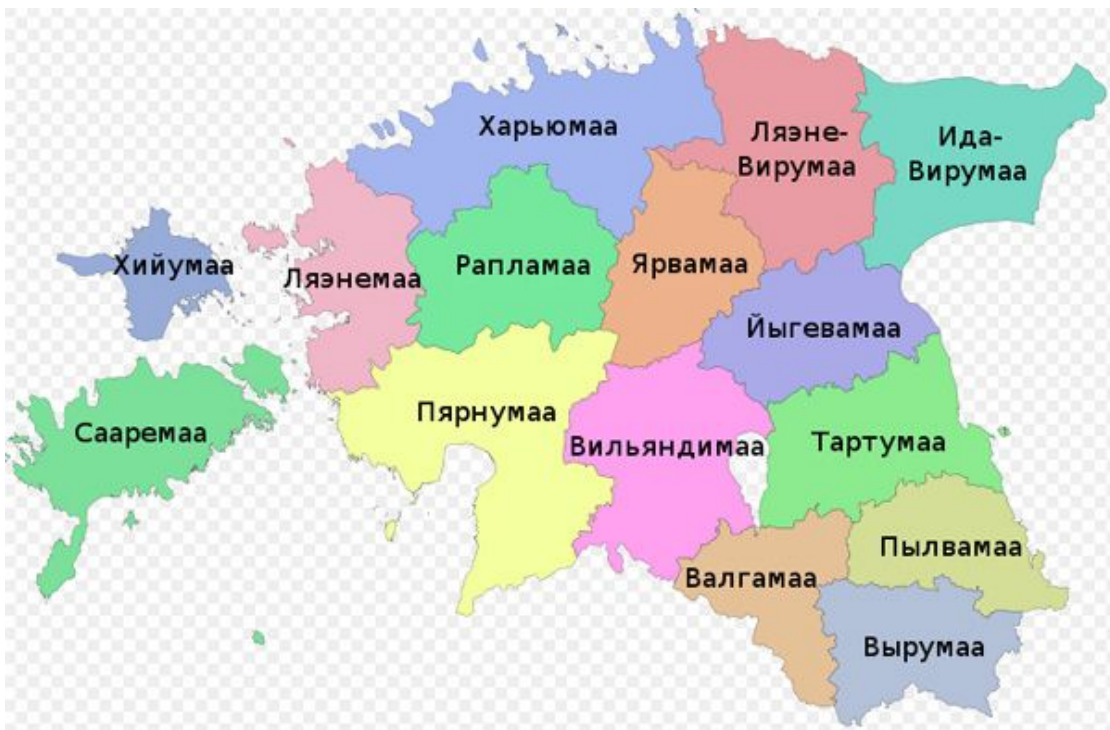 Харьюмаа
Ляэне-
Вирумаа
Ида-
Вирумаа
Хийумаа
Ляэнемаа
Рапламаа
Ярвамаа
Йыгевамаа
Сааремаа
Пярнумаа
Вильяндимаа
Тартумаа
Пылвамаа
Валгамаа
Вырумаа